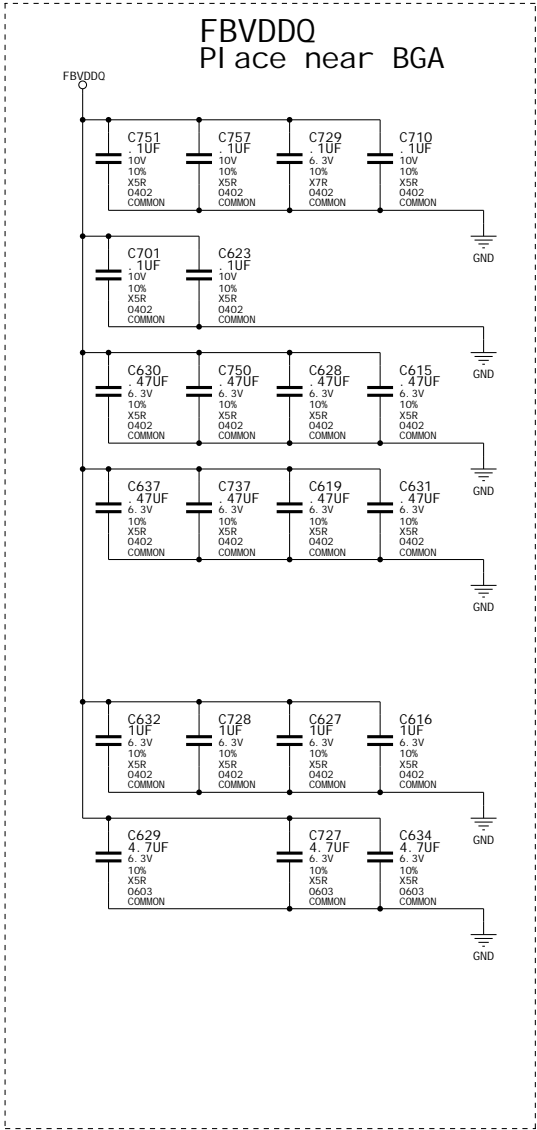 FBVDDQ
Place near BGA
FBVDDQ
C751
.1UF
10V
10%
X5R
0402
COMMON
C757
.1UF
10V
10%
X5R
0402
COMMON
C729
.1UF
6.3V
10%
X7R
0402
COMMON
C710
.1UF
10V
10%
X5R
0402
COMMON
GND
C701
.1UF
10V
10%
X5R
0402
COMMON
C623
.1UF
10V
10%
X5R
0402
COMMON
GND
C630
.47UF
6.3V
10%
X5R
0402
COMMON
C750
.47UF
6.3V
10%
X5R
0402
COMMON
C628
.47UF
6.3V
10%
X5R
0402
COMMON
C615
.47UF
6.3V
10%
X5R
0402
COMMON
GND
C637
.47UF
6.3V
10%
X5R
0402
COMMON
C737
.47UF
6.3V
10%
X5R
0402
COMMON
C619
.47UF
6.3V
10%
X5R
0402
COMMON
C631
.47UF
6.3V
10%
X5R
0402
COMMON
GND
C632
1UF
6.3V
10%
X5R
0402
COMMON
C728
1UF
6.3V
10%
X5R
0402
COMMON
C627
1UF
6.3V
10%
X5R
0402
COMMON
C616
1UF
6.3V
10%
X5R
0402
COMMON
GND
C629
4.7UF
6.3V
10%
X5R
0603
COMMON
C727
4.7UF
6.3V
10%
X5R
0603
COMMON
C634
4.7UF
6.3V
10%
X5R
0603
COMMON
GND